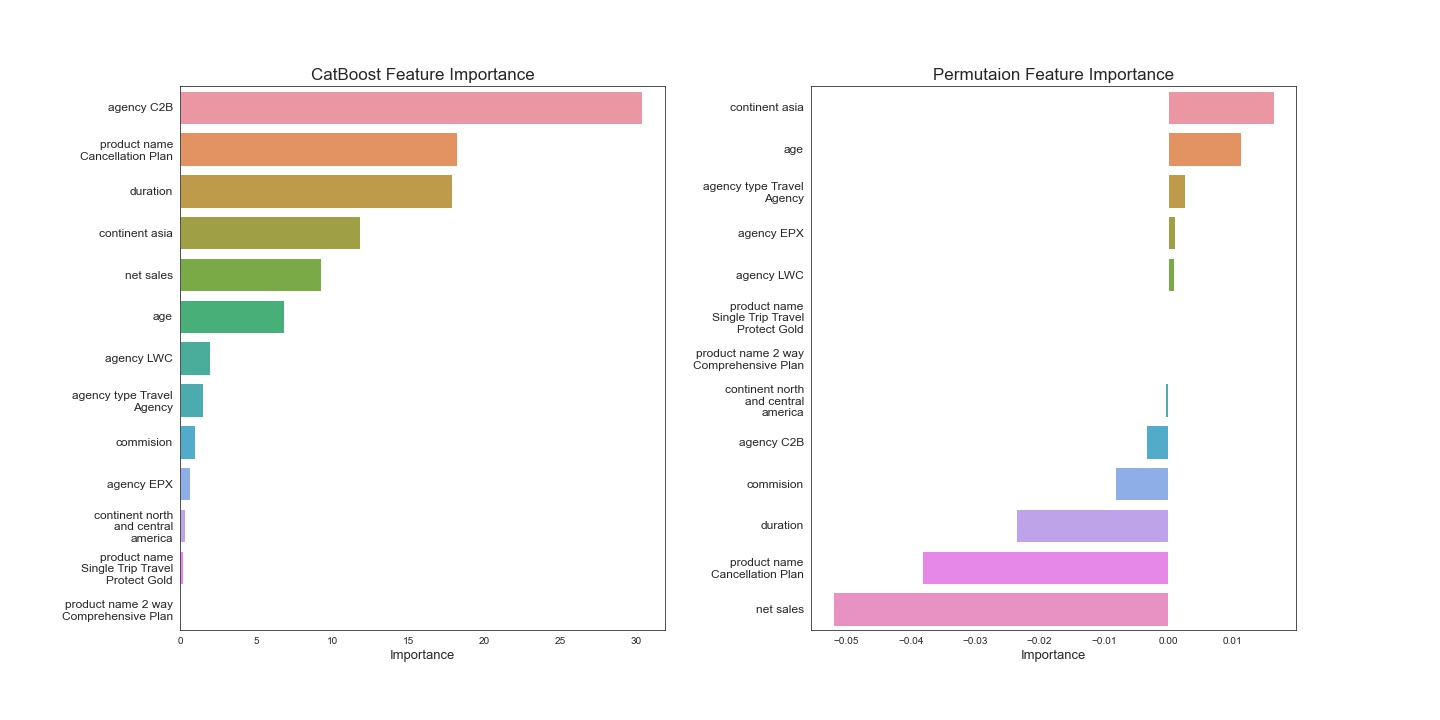 CatBoost Feature Importance
agency C2B
product name
Cancellation Plan
duration
continent asia
net sales
age
agency LWC
agency type Travel
Agency
commision
agency EPX
continent north
and central
america
product name
Single Trip Travel
Protect Gold
product name 2 way
Comprehensive Plan
0 5 10 15 20 25 30
Importance
Permutaion Feature Importance
continent asia
age
agency type Travel
Agency
agency EPX
agency LWC
product name
Single Trip Travel
Protect Gold
product name 2 way
Comprehensive Plan
continent north
and central
america
agency C2B
commision
duration
product name
Cancellation Plan
net sales
−0.05 −0.04 −0.03 −0.02 −0.01 0.00 0.01
Importance